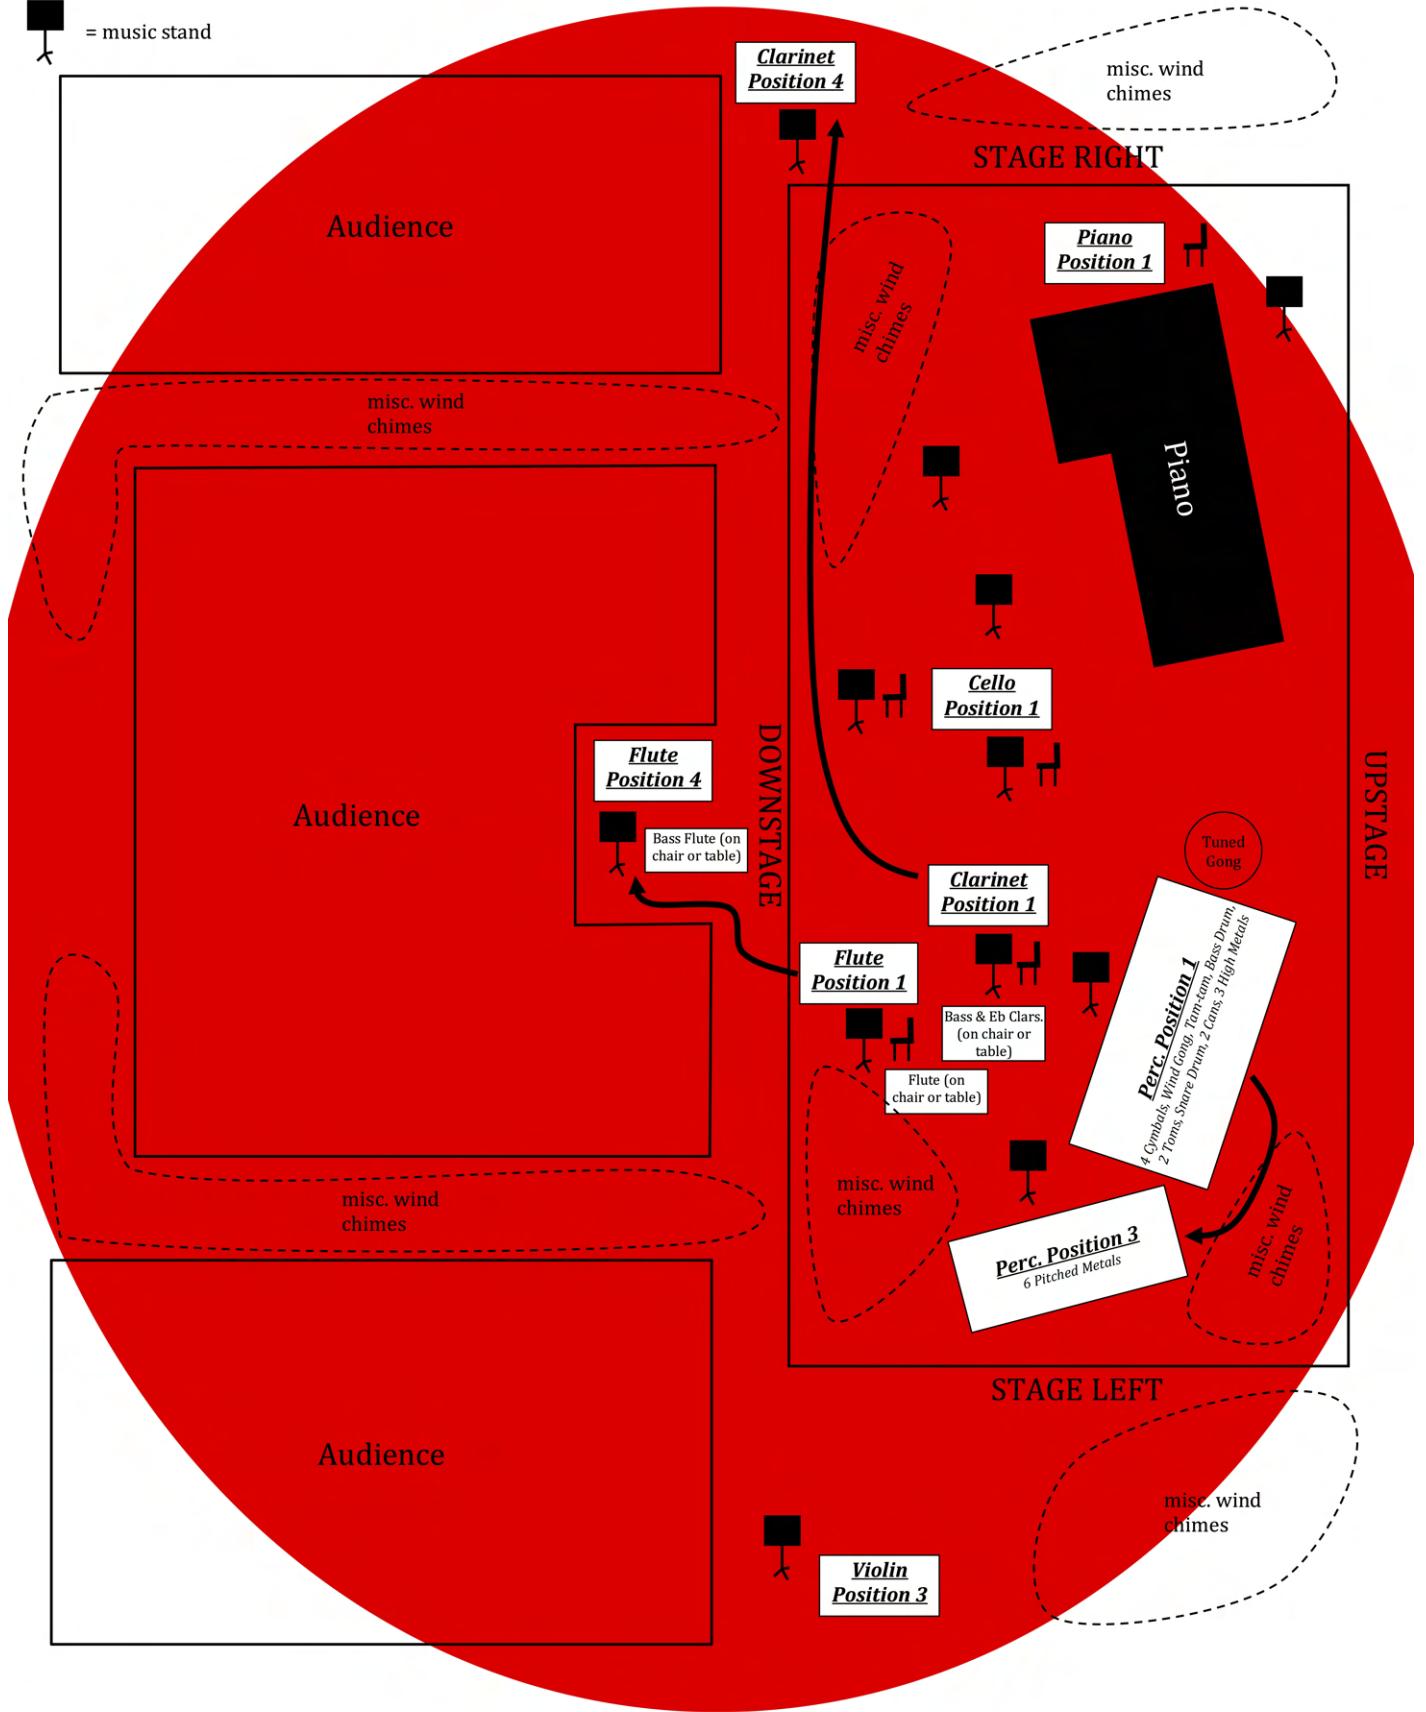 = music stand
Clarinet
Position 4
misc. wind
chimes
STAGE RIGHT
Audience
Piano
Position 1
misc. wind
chimes
misc. wind
chimes
Piano
Cello
Position 1
DOWNSTAGE
UPSTAGE
Flute
Position 4
Audience
Bass Flute (on
chair or table)
Tuned
Gong
Clarinet
Position 1
Flute
Position 1
Bass & Eb Clars.
(on chair or
table)
Perc. Position 1
4 Cymbals, Wind Gong, Tam-tam, Bass Drum,
2 Toms, Snare Drum, 2 Cans, 3 High Metals
Flute (on
chair or table)
misc. wind
chimes
misc. wind
chimes
misc. wind
chimes
Perc. Position 3
6 Pitched Metals
STAGE LEFT
Audience
misc. wind
chimes
Violin
Position 3